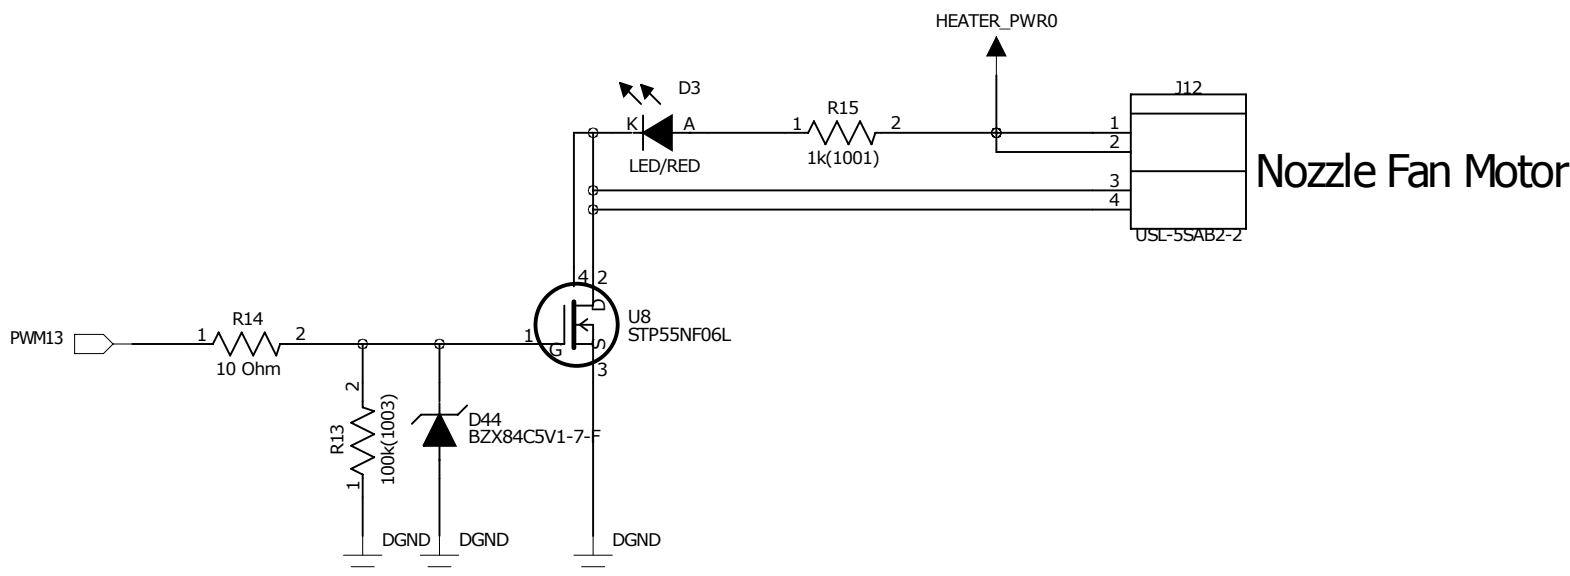 HEATER_PWR0
D3
J12
R15
K
A
1
2
1
2
LED/RED
1k(1001)
Nozzle Fan Motor
3
4
USL-5SAB2-2
4
2
D
U8
STP55NF06L
R14
PWM13
1
2
1
G
S
10 Ohm
3
2
R13
100k(1003)
1
D44
BZX84C5V1-7-F
DGND
DGND
DGND